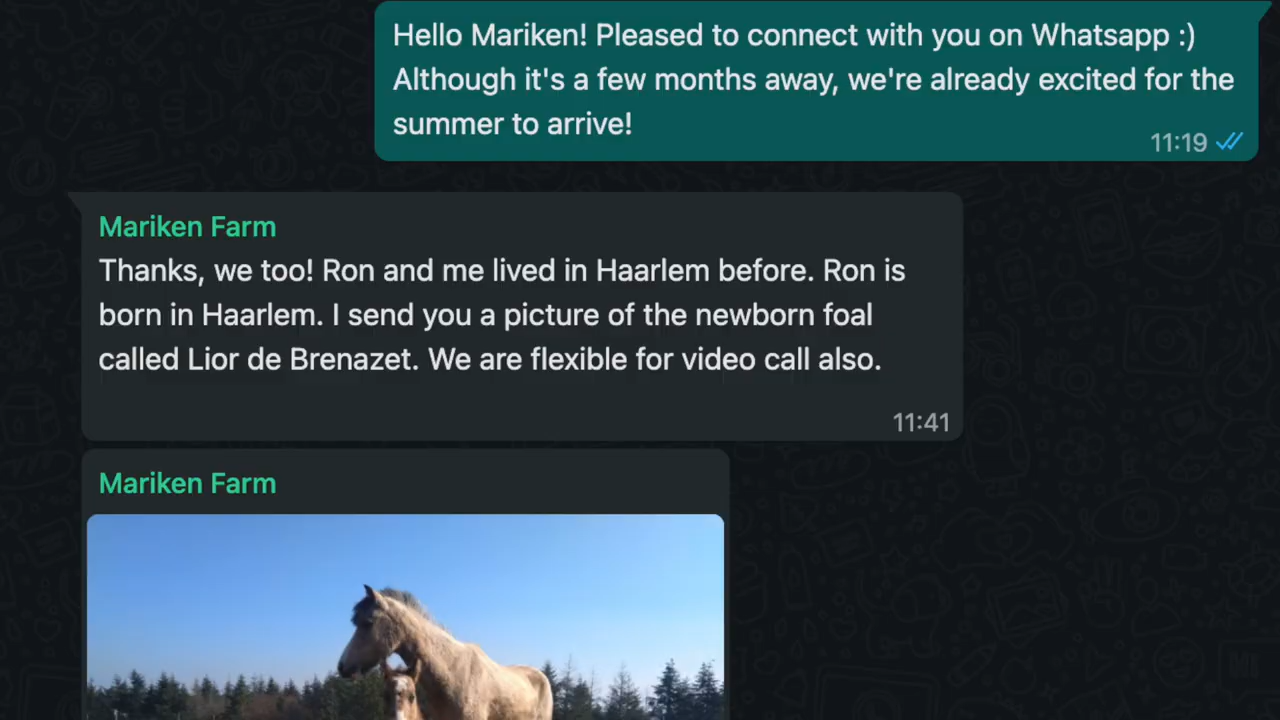 Hello Mariken! Pleased to connect with you on Whatsapp :)
Although it's a few months away, we're already excited for the
summer to arrive!
11:19
Mariken Farm
Thanks, we too! Ron and me lived in Haarlem before. Ron is
born in Haarlem. I send you a picture of the newborn foal
called Lior de Brenazet. We are flexible for video call also.
11:41
Mariken Farm